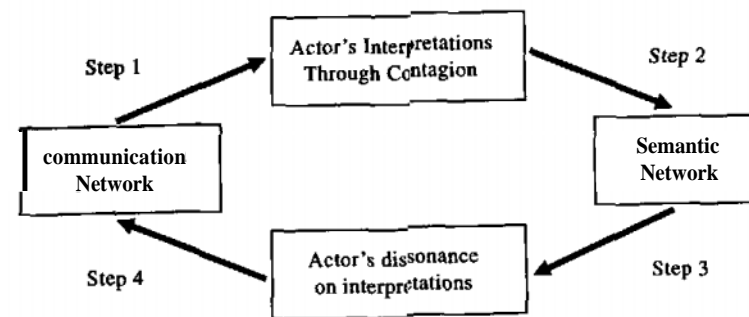 Actor's Interpretations
Through Contagion
Step 1
Step 2
communication
Network
Semantic
Network
Actor's dissonance
on interpretations
Step 4
Step 3